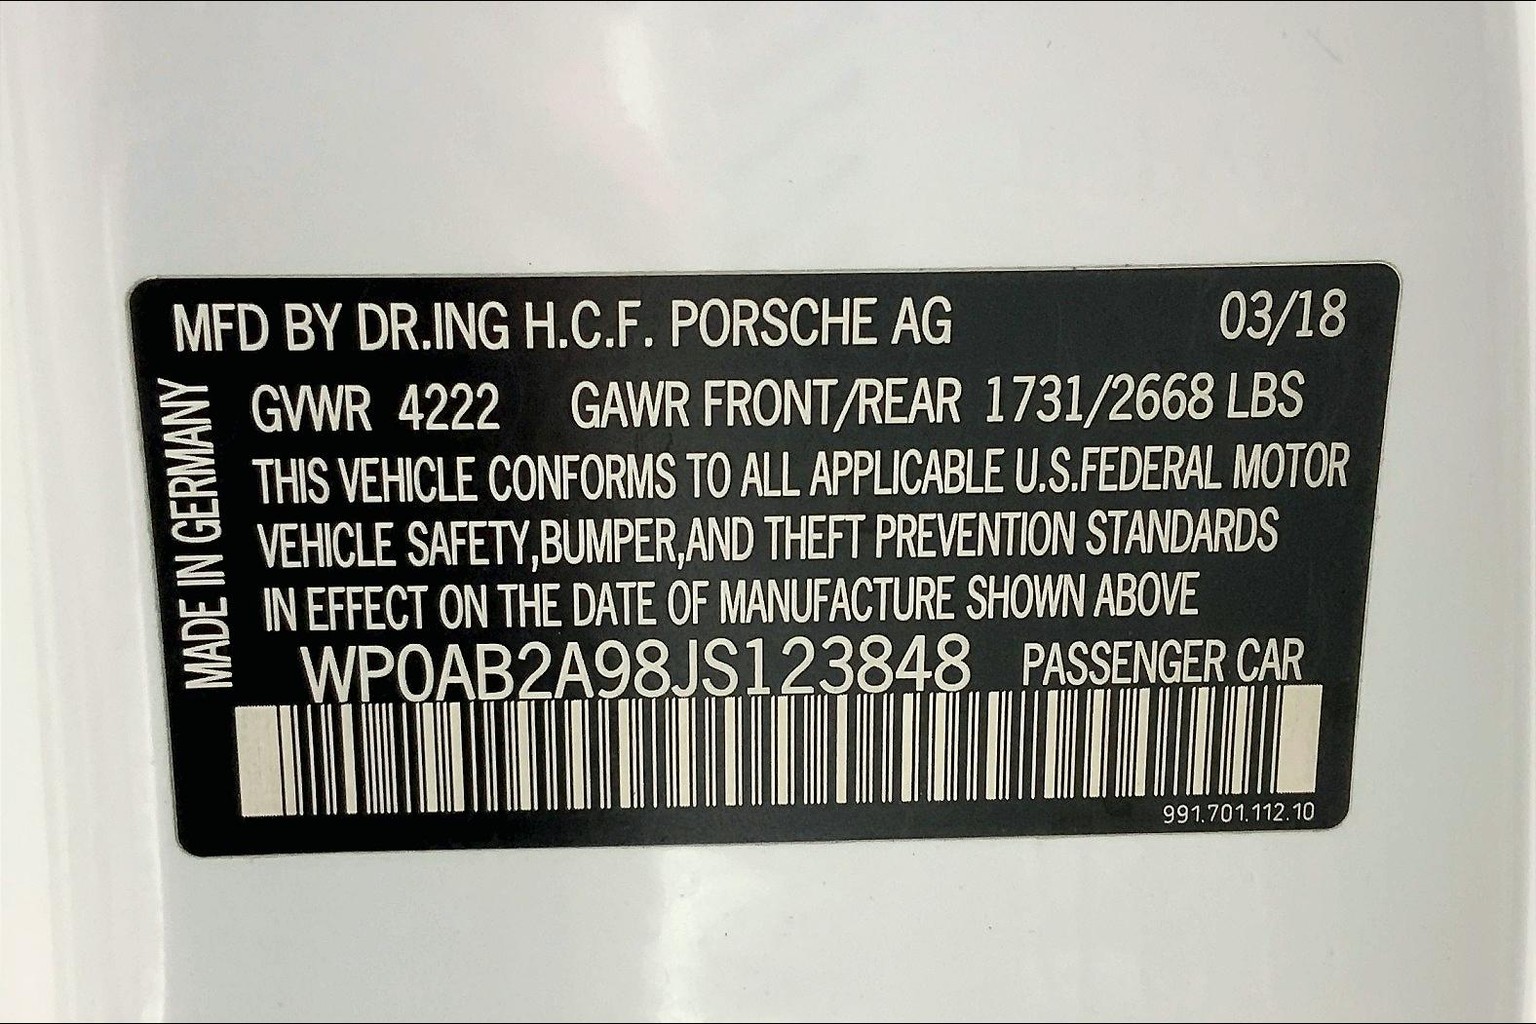 MFD BY DR.ING H.C.F. PORSCHE AG 03/18
GVWR 4222 GAWR FRONT/REAR 1731/2668 LBS
THIS VEHICLE CONFORMS TO ALL APPLICABLE U.S.FEDERAL MOTOR
VEHICLE SAFETY,BUMPER,AND THEFT PREVENTION STANDARDS
IN EFFECT ON THE DATE OF MANUFACTURE SHOWN ABOVE
WP0AB2A98JS123848 PASSENGER CAR
991.701.112.10
MADE IN GERMANY